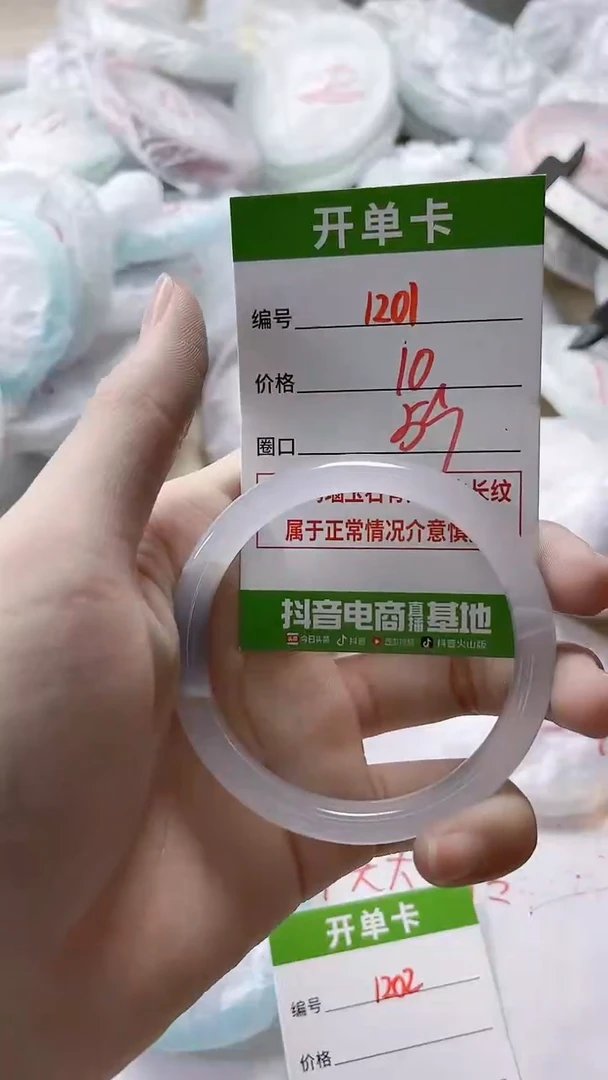 开单卡
编号 1201
价格 10
圈口
长纹
属于正常情况介意慎
抖音电商直播基地
今日头条 抖音 西瓜视频 抖音火山版
开单卡
编号 1202
价格